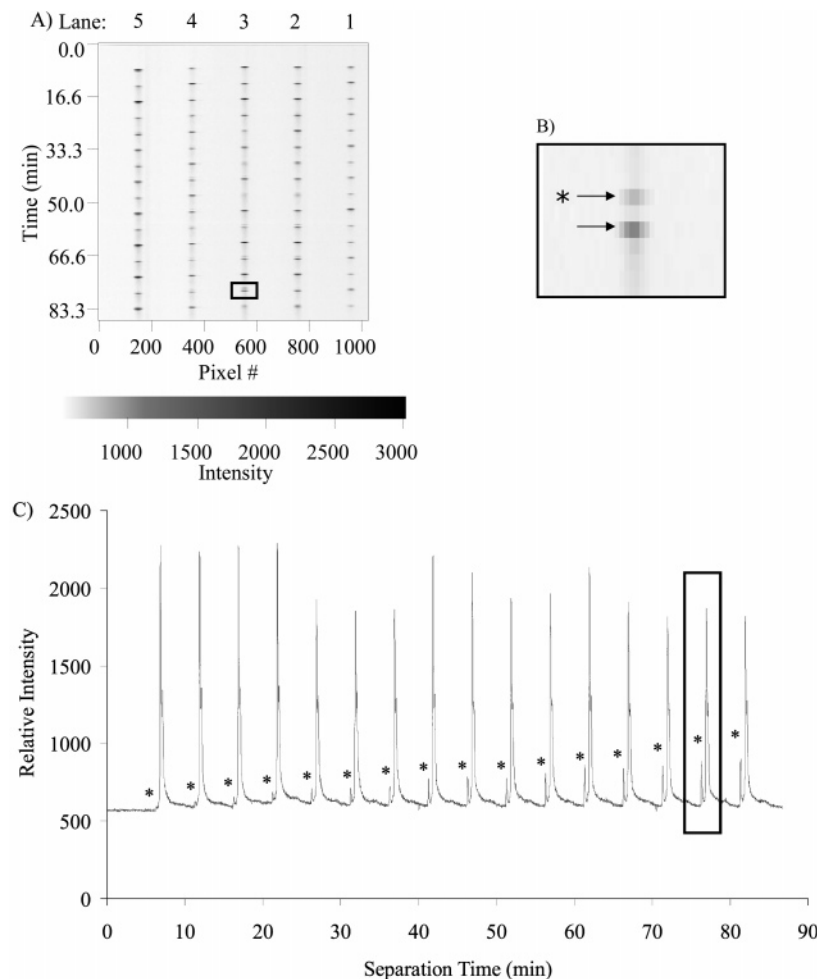 A) Lane: 5 4 3 2 1
0.0
16.6
33.3
50.0
66.6
83.3
Time (min)
0 200 400 600 800 1000
Pixel #
1000 1500 2000 2500 3000
Intensity
B)
*
C)
2500
2000
1500
1000
500
0
Relative Intensity
* * * * * * * * * * * * * * * *
0 10 20 30 40 50 60 70 80 90
Separation Time (min)